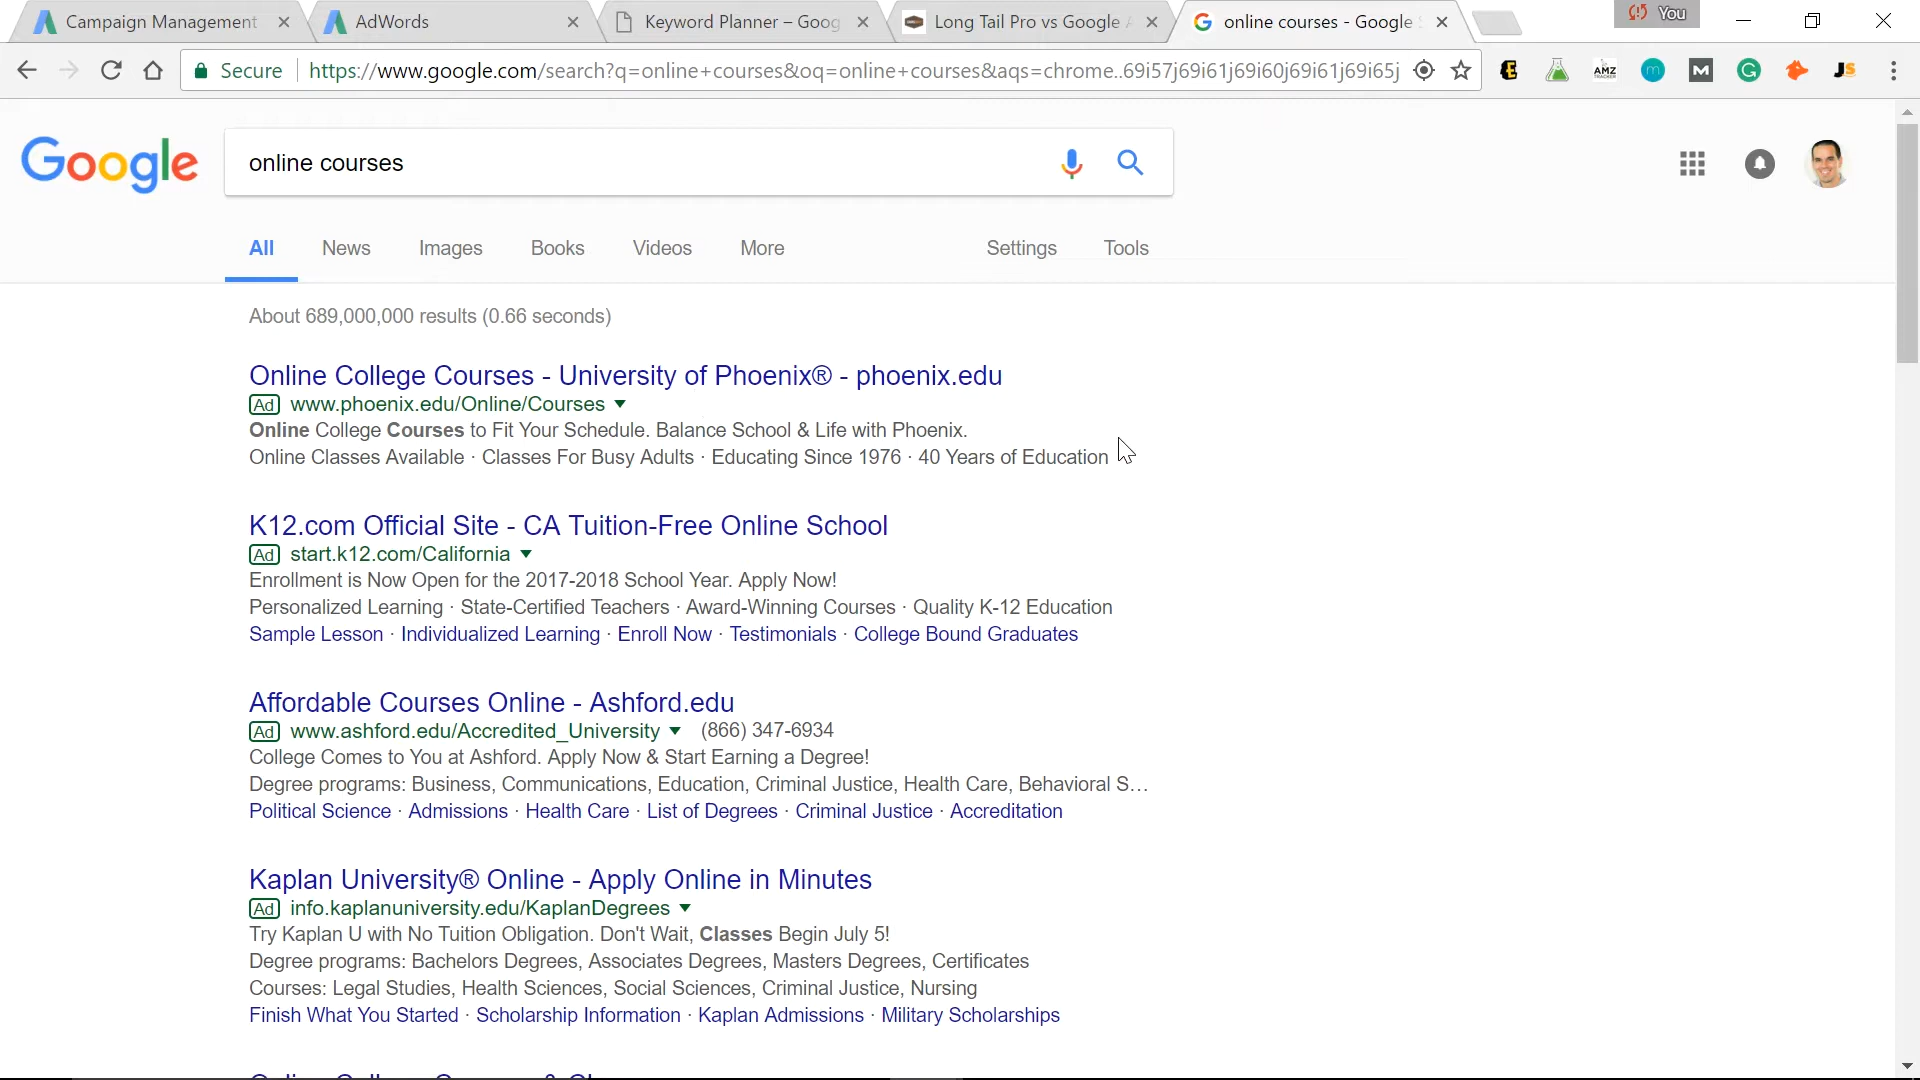 Campaign Management
AdWords
Keyword Planner – Goog
Long Tail Pro vs Google A
online courses - Google S
You
Secure
https://www.google.com/search?q=online+courses&oq=online+courses&aqs=chrome..69i57j69i61j69i60j69i61j69i65j
AMZ
m
M
G
JS
Google
online courses
All
News
Images
Books
Videos
More
Settings
Tools
About 689,000,000 results (0.66 seconds)
Online College Courses - University of Phoenix® - phoenix.edu
Ad www.phoenix.edu/Online/Courses
Online College Courses to Fit Your Schedule. Balance School & Life with Phoenix.
Online Classes Available · Classes For Busy Adults · Educating Since 1976 · 40 Years of Education
K12.com Official Site - CA Tuition-Free Online School
Ad start.k12.com/California
Enrollment is Now Open for the 2017-2018 School Year. Apply Now!
Personalized Learning · State-Certified Teachers · Award-Winning Courses · Quality K-12 Education
Sample Lesson · Individualized Learning · Enroll Now · Testimonials · College Bound Graduates
Affordable Courses Online - Ashford.edu
Ad www.ashford.edu/Accredited_University (866) 347-6934
College Comes to You at Ashford. Apply Now & Start Earning a Degree!
Degree programs: Business, Communications, Education, Criminal Justice, Health Care, Behavioral S...
Political Science · Admissions · Health Care · List of Degrees · Criminal Justice · Accreditation
Kaplan University® Online - Apply Online in Minutes
Ad info.kaplanuniversity.edu/KaplanDegrees
Try Kaplan U with No Tuition Obligation. Don't Wait, Classes Begin July 5!
Degree programs: Bachelors Degrees, Associates Degrees, Masters Degrees, Certificates
Courses: Legal Studies, Health Sciences, Social Sciences, Criminal Justice, Nursing
Finish What You Started · Scholarship Information · Kaplan Admissions · Military Scholarships